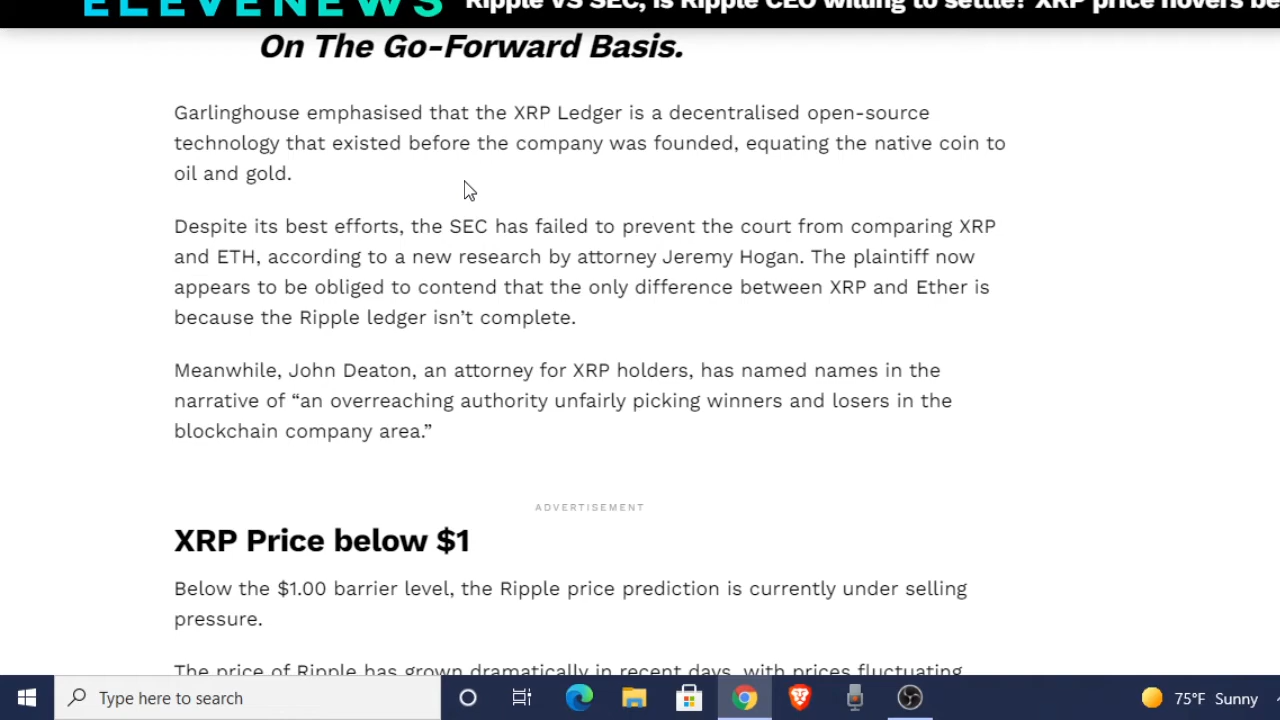 ELEVENEWS Ripple VS SEC, is Ripple CEO willing to settle? XRP price hovers be
On The Go-Forward Basis.
Garlinghouse emphasised that the XRP Ledger is a decentralised open-source
technology that existed before the company was founded, equating the native coin to
oil and gold.
Despite its best efforts, the SEC has failed to prevent the court from comparing XRP
and ETH, according to a new research by attorney Jeremy Hogan. The plaintiff now
appears to be obliged to contend that the only difference between XRP and Ether is
because the Ripple ledger isn’t complete.
Meanwhile, John Deaton, an attorney for XRP holders, has named names in the
narrative of “an overreaching authority unfairly picking winners and losers in the
blockchain company area.”
ADVERTISEMENT
XRP Price below $1
Below the $1.00 barrier level, the Ripple price prediction is currently under selling
pressure.
The price of Ripple has grown dramatically in recent days, with prices fluctuating
Type here to search
75°F Sunny